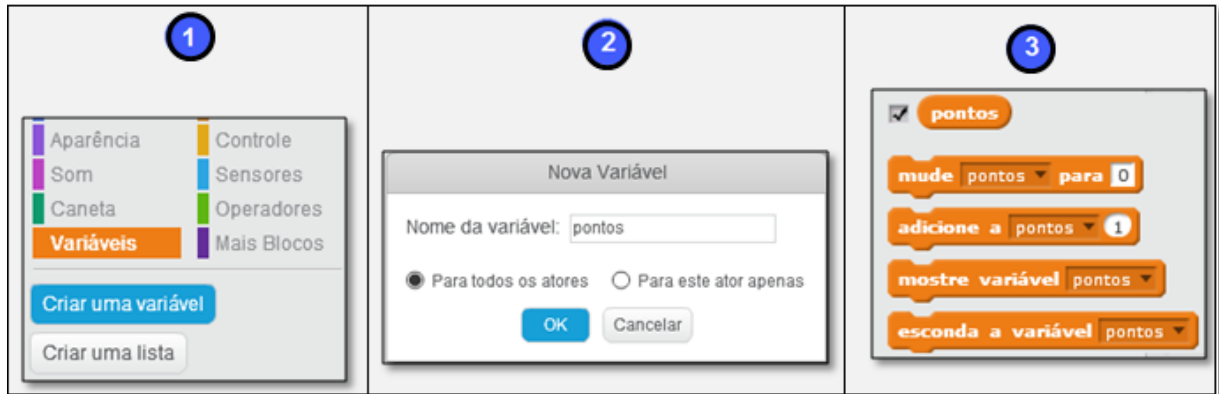 1
Aparência Controle
Som Sensores
Caneta Operadores
Variáveis Mais Blocos
Criar uma variável
Criar uma lista
2
Nova Variável
Nome da variável: pontos
Para todos os atores Para este ator apenas
OK Cancelar
3
pontos
mude pontos para 0
adicione a pontos 1
mostre variável pontos
esconda a variável pontos